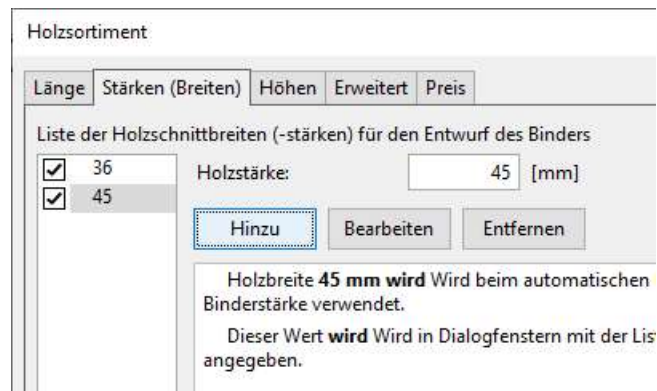 Holzsortiment
Länge Stärken (Breiten) Höhen Erweitert Preis
Liste der Holzschnittbreiten (-stärken) für den Entwurf des Binders
36 Holzstärke: 45 [mm]
45
Hinzu Bearbeiten Entfernen
Holzbreite 45 mm wird Wird beim automatischen
Binderstärke verwendet.
Dieser Wert wird Wird in Dialogfenstern mit der Lis
angegeben.